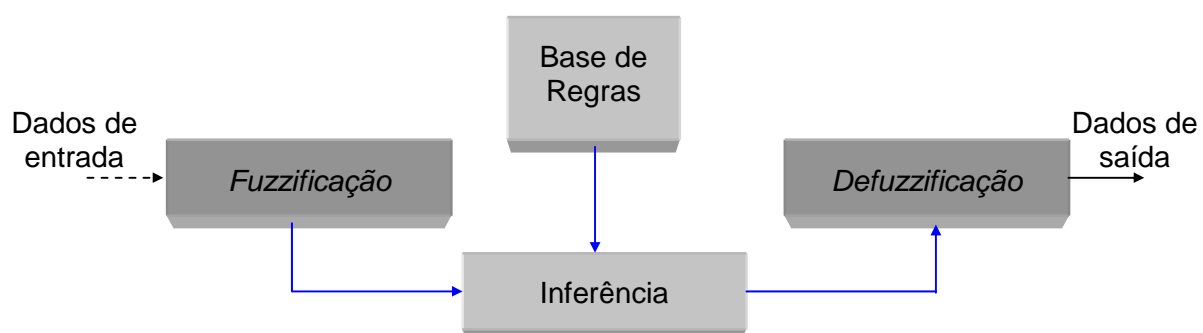 Base de
Regras
Dados de
entrada
Fuzzificação
Defuzzificação
Dados de
saída
Inferência